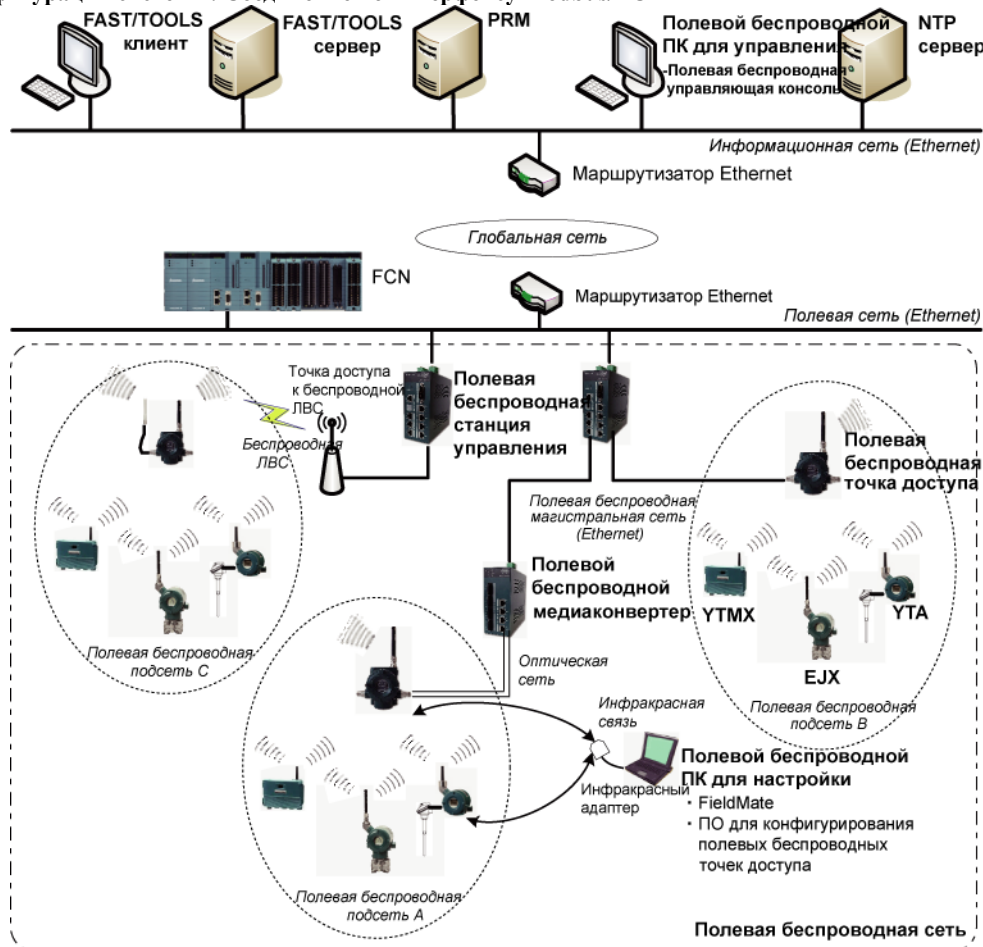 FAST/TOOLS
клиент
FAST/TOOLS
сервер
PRM
Полевой беспроводной
ПК для управления
-Полевая беспроводная
управляющая консоль
NTP
сервер
Информационная сеть (Ethernet)
Маршрутизатор Ethernet
Глобальная сеть
FCN
Маршрутизатор Ethernet
Полевая сеть (Ethernet)
Точка доступа
к беспроводной
ЛВС
Беспроводная
ЛВС
Полевая
беспроводная
станция
управления
Полевая
беспроводная
точка доступа
Полевая беспроводная
магистральная сеть
(Ethernet)
Полевой
беспроводной
медиаконвертер
YTMX
YTA
EJX
Полевая беспроводная
подсеть C
Полевая беспроводная
подсеть B
Оптическая
сеть
Инфракрасная
связь
Инфракрасный
адаптер
Полевой беспроводной
ПК для настройки
· FieldMate
· ПО для конфигурирования
полевых беспроводных
точек доступа
Полевая беспроводная
подсеть A
Полевая беспроводная сеть